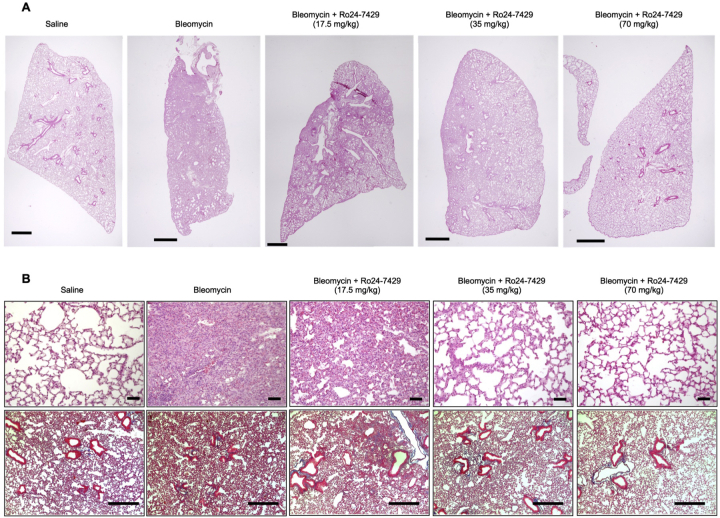 A
Saline
Bleomycin
Bleomycin + Ro24-7429
(17.5 mg/kg)
Bleomycin + Ro24-7429
(35 mg/kg)
Bleomycin + Ro24-7429
(70 mg/kg)
B
Saline
Bleomycin
Bleomycin + Ro24-7429
(17.5 mg/kg)
Bleomycin + Ro24-7429
(35 mg/kg)
Bleomycin + Ro24-7429
(70 mg/kg)